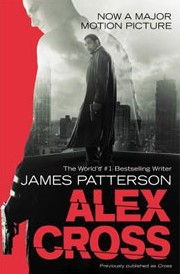 NOW A MAJOR
MOTION PICTURE
The World's #1 Bestselling Writer
JAMES PATTERSON
ALEX
CROSS
Previously published as Cross